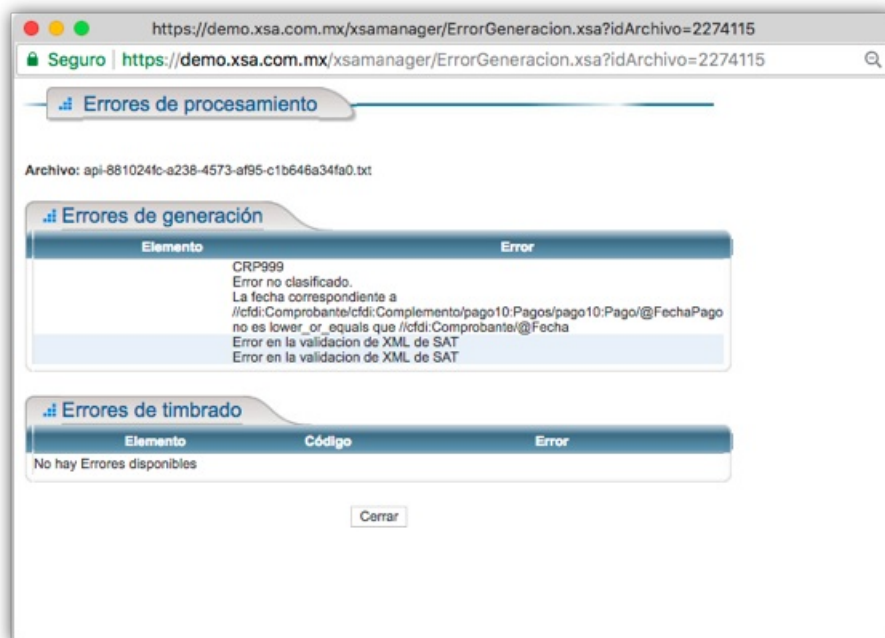 https://demo.xsa.com.mx/xsamanager/ErrorGeneracion.xsa?idArchivo=2274115
Seguro | https://demo.xsa.com.mx/xsamanager/ErrorGeneracion.xsa?idArchivo=2274115
Errores de procesamiento
Archivo: api-881024fc-a238-4573-af95-c1b646a34fa0.txt
Errores de generación
Elemento Error
CRP999
Error no clasificado.
La fecha correspondiente a
//cfdi:Comprobante/cfdi:Complemento/pago10:Pagos/pago10:Pago/@FechaPago
no es lower_or_equals que //cfdi:Comprobante/@Fecha
Error en la validacion de XML de SAT
Error en la validacion de XML de SAT
Errores de timbrado
Elemento Código Error
No hay Errores disponibles
Cerrar